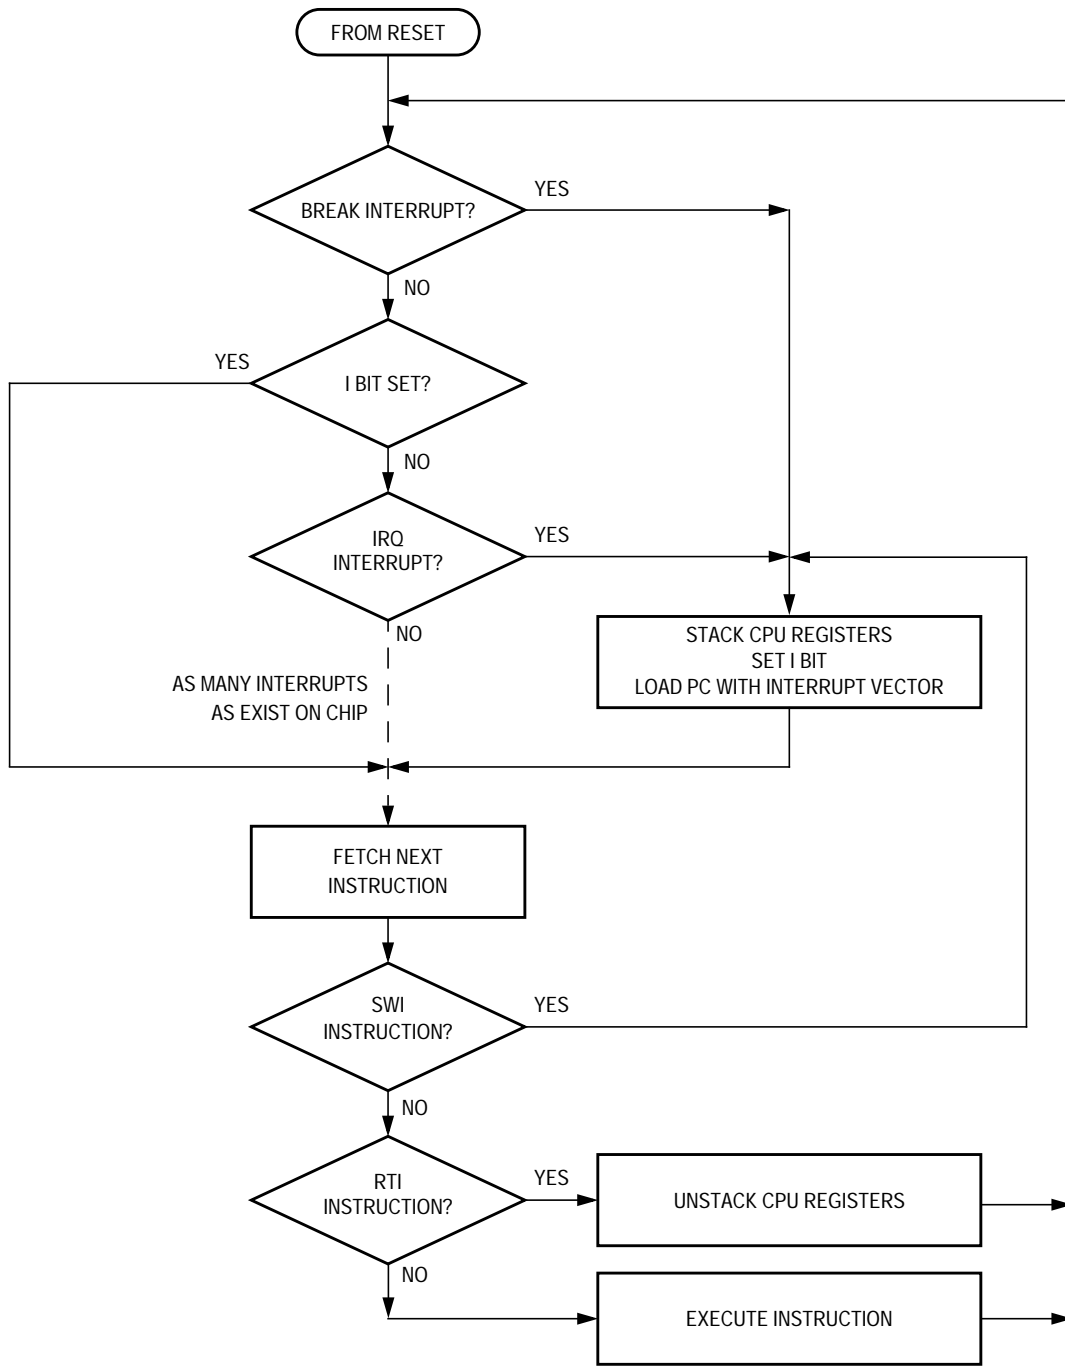 FROM RESET
BREAK INTERRUPT?
YES
NO
YES
I BIT SET?
NO
IRQ
INTERRUPT?
YES
NO
STACK CPU REGISTERS
SET I BIT
LOAD PC WITH INTERRUPT VECTOR
AS MANY INTERRUPTS
AS EXIST ON CHIP
FETCH NEXT
INSTRUCTION
SWI
INSTRUCTION?
YES
NO
RTI
INSTRUCTION?
YES
UNSTACK CPU REGISTERS
NO
EXECUTE INSTRUCTION